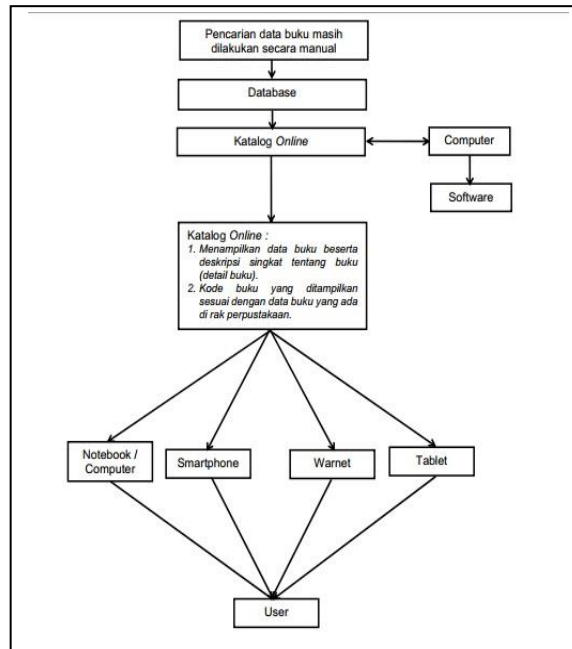 Pencarian data buku masih
dilakukan secara manual
Database
Katalog Online
Computer
Software
Katalog Online :
1. Menampilkan data buku beserta
deskripsi singkat tentang buku
(detail buku).
2. Kode buku yang ditampilkan
sesuai dengan data buku yang ada
di rak perpustakaan.
Notebook /
Computer
Smartphone
Warnet
Tablet
User